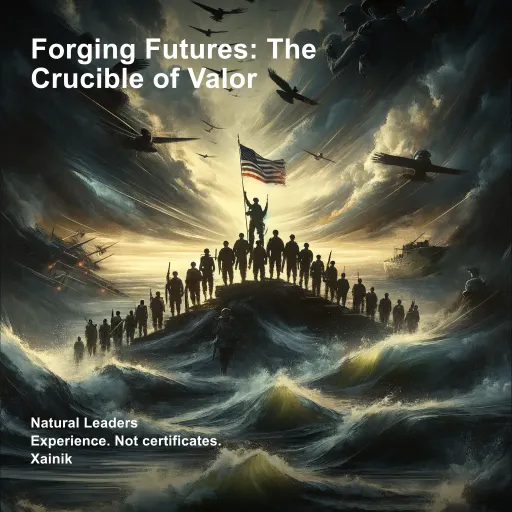 Forging Futures: The
Crucible of Valor
Natural Leaders
Experience. Not certificates.
Xainik